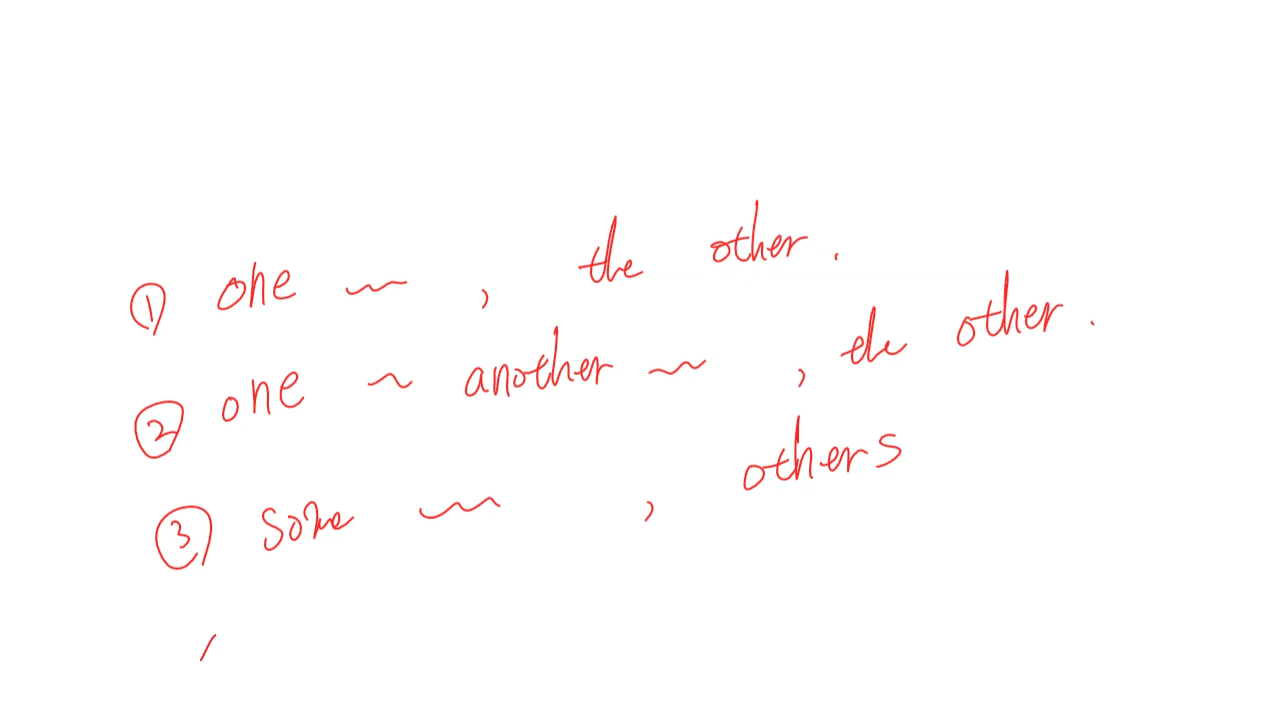 ① one ~ , the other.
② one ~ another ~ , the other.
③ some ~ , others